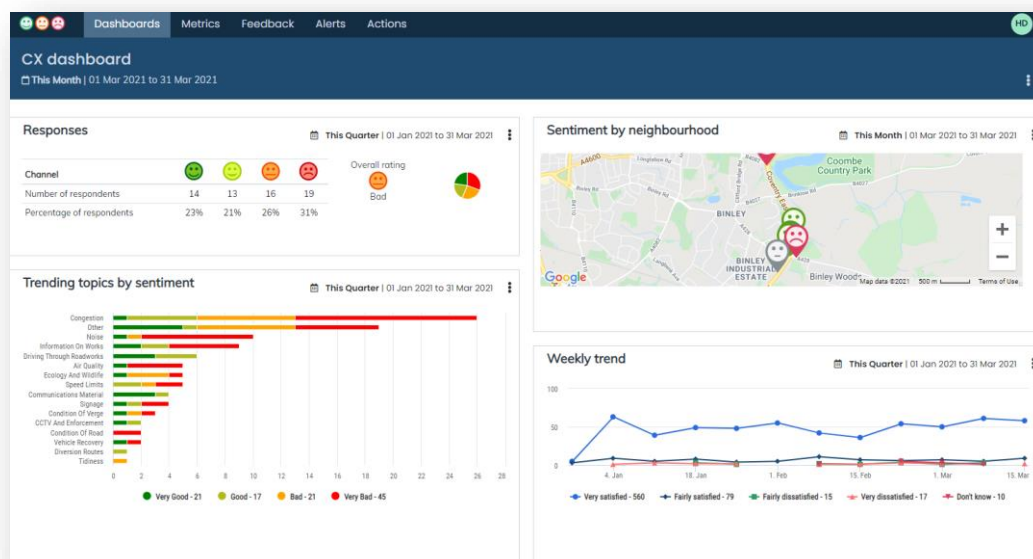 Dashboards Metrics Feedback Alerts Actions HD
CX dashboard
This Month | 01 Mar 2021 to 31 Mar 2021
Responses
This Quarter | 01 Jan 2021 to 31 Mar 2021
Channel
Number of respondents 14 13 16 19
Percentage of respondents 23% 21% 26% 31%
Overall rating
Bad
Sentiment by neighbourhood
This Month | 01 Mar 2021 to 31 Mar 2021
A4600
Coombe
Country Park
B4027
BINLEY
BINLEY
INDUSTRIAL
ESTATE
Binley Woods
+
−
Google
Map data ©2021 500 m Terms of Use
Trending topics by sentiment
This Quarter | 01 Jan 2021 to 31 Mar 2021
Congestion
Other
Noise
Information On Works
Driving Through Roadworks
Air Quality
Ecology And Wildlife
Speed Limits
Communications Material
Signage
Condition Of Verge
CCTV And Enforcement
Condition Of Road
Vehicle Recovery
Diversion Routes
Tidiness
0 2 4 6 8 10 12 14 16 18 20 22 24 26 28
Very Good - 21 Good - 17 Bad - 21 Very Bad - 45
Weekly trend
This Quarter | 01 Jan 2021 to 31 Mar 2021
100
50
0
4. Jan 18. Jan 1. Feb 15. Feb 1. Mar 15. Mar
Very satisfied - 560 Fairly satisfied - 79 Fairly dissatisfied - 15 Very dissatisfied - 17 Don't know - 10